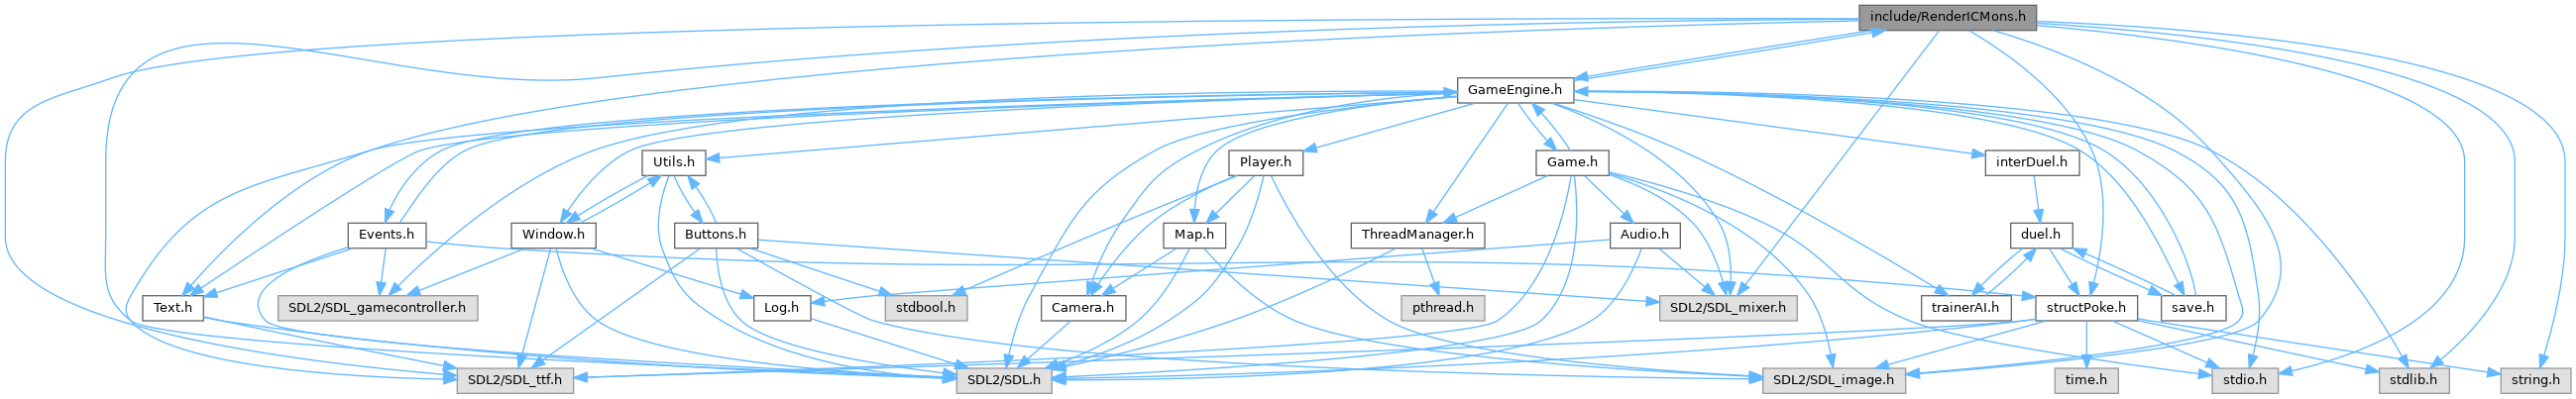 include/RenderICMons.h
GameEngine.h
Utils.h
Player.h
Game.h
interDuel.h
Events.h
Window.h
Buttons.h
Map.h
ThreadManager.h
Audio.h
duel.h
Text.h
SDL2/SDL_gamecontroller.h
Log.h
stdbool.h
Camera.h
pthread.h
SDL2/SDL_mixer.h
trainerAI.h
structPoke.h
save.h
SDL2/SDL_ttf.h
SDL2/SDL.h
SDL2/SDL_image.h
time.h
stdio.h
stdlib.h
string.h